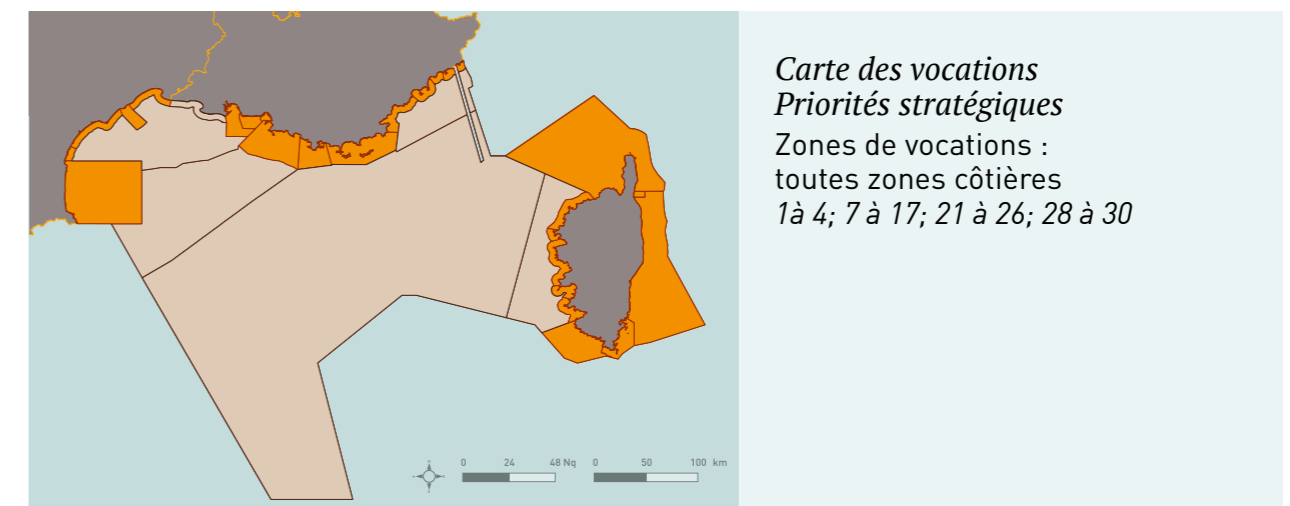 Carte des vocations
Priorités stratégiques
Zones de vocations :
toutes zones côtières
1à 4; 7 à 17; 21 à 26; 28 à 30
0 24 48 Nq 0 50 100 km